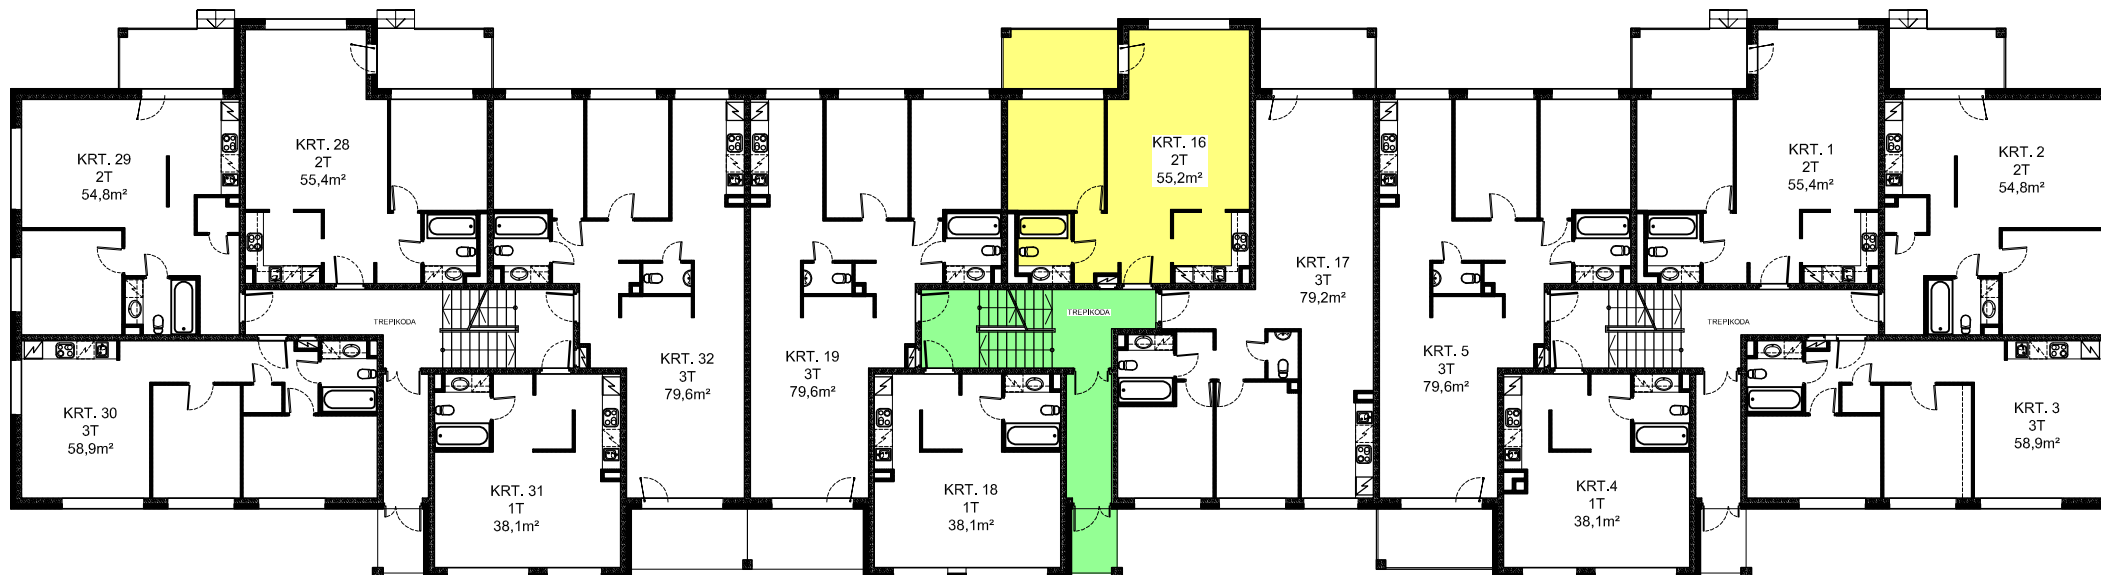 KRT. 29
2T
54,8m²
KRT. 28
2T
55,4m²
KRT. 16
2T
55,2m²
KRT. 1
2T
55,4m²
KRT. 2
2T
54,8m²
KRT. 17
3T
79,2m²
TREPIKODA
TREPIKODA
TREPIKODA
KRT. 30
3T
58,9m²
KRT. 32
3T
79,6m²
KRT. 19
3T
79,6m²
KRT. 5
3T
79,6m²
KRT. 3
3T
58,9m²
KRT. 31
1T
38,1m²
KRT. 18
1T
38,1m²
KRT.4
1T
38,1m²